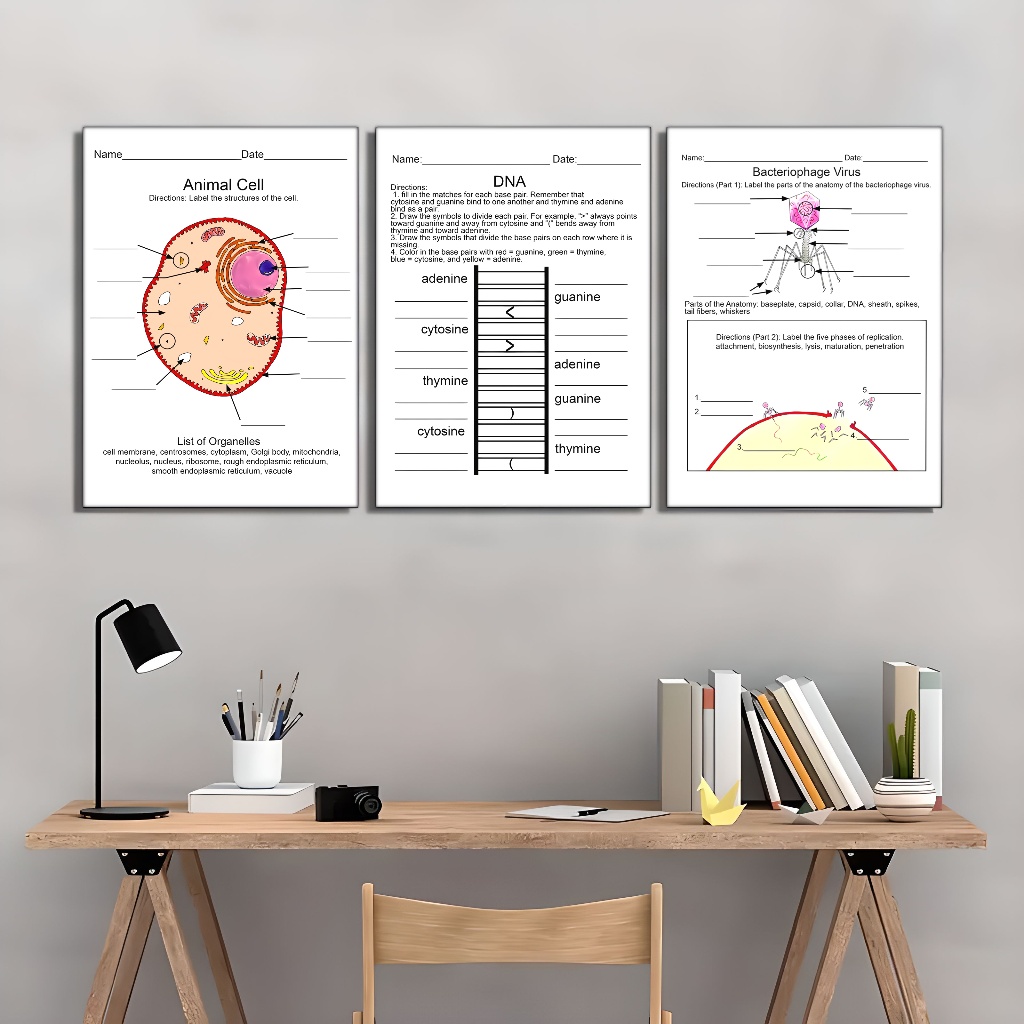 Name____________________Date______________
Animal Cell
Directions: Label the structures of the cell.
List of Organelles
cell membrane, centrosomes, cytoplasm, Golgi body, mitochondria,
nucleolus, nucleus, ribosome, rough endoplasmic reticulum,
smooth endoplasmic reticulum, vacuole
Name:____________________ Date:__________
DNA
Directions:
1. fill in the matches for each base pair. Remember that
cytosine and guanine bind to one another and thymine and adenine
bind as a pair.
2. Draw the symbols to divide each pair. For example, ">" always points
toward guanine and away from cytosine and "(" bends away from
thymine and toward adenine.
3. Draw the symbols that divide the base pairs on each row where it is
missing.
4. Color in the base pairs with red = guanine, green = thymine,
blue = cytosine, and yellow = adenine.
adenine
guanine
<
cytosine
>
adenine
thymine
guanine
)
cytosine
thymine
(
Name:____________________ Date:__________
Bacteriophage Virus
Directions (Part 1): Label the parts of the anatomy of the bacteriophage virus.
Parts of the Anatomy: baseplate, capsid, collar, DNA, sheath, spikes,
tail fibers, whiskers
Directions (Part 2): Label the five phases of replication.
attachment, biosynthesis, lysis, maturation, penetration
5.
1
2
4.
3